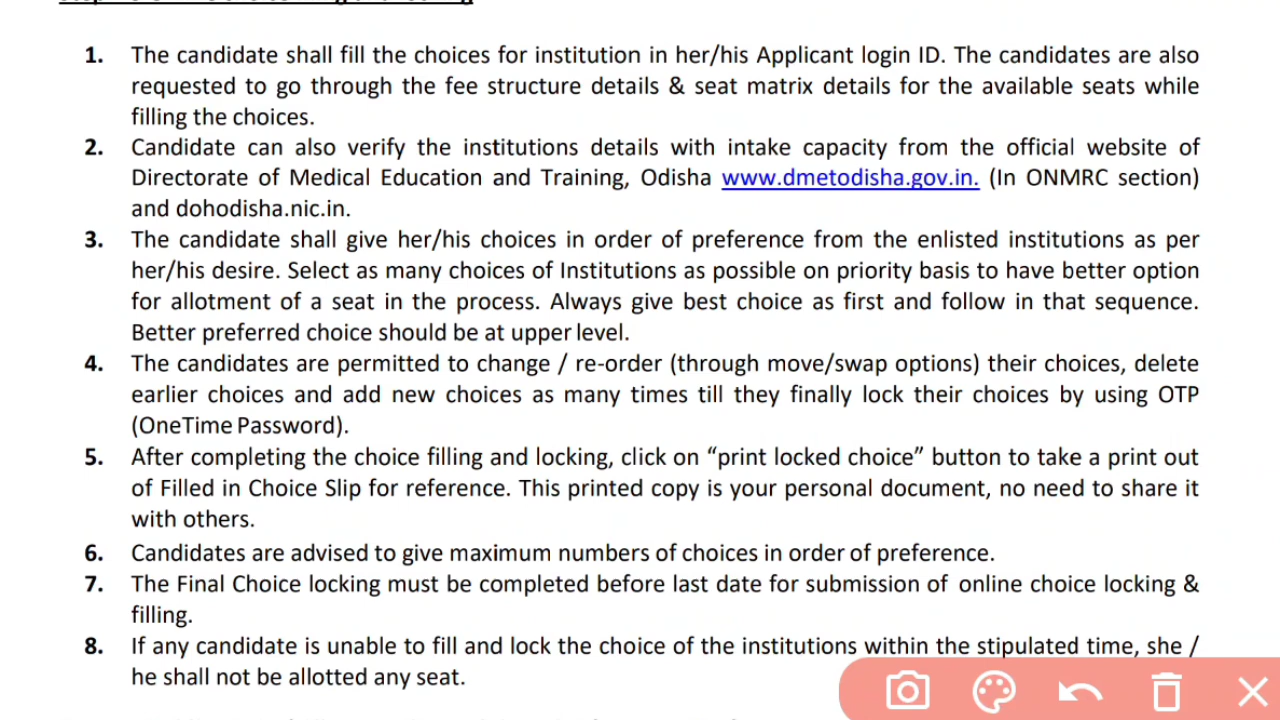 1. The candidate shall fill the choices for institution in her/his Applicant login ID. The candidates are also
requested to go through the fee structure details & seat matrix details for the available seats while
filling the choices.
2. Candidate can also verify the institutions details with intake capacity from the official website of
Directorate of Medical Education and Training, Odisha www.dmetodisha.gov.in. (In ONMRC section)
and dohodisha.nic.in.
3. The candidate shall give her/his choices in order of preference from the enlisted institutions as per
her/his desire. Select as many choices of Institutions as possible on priority basis to have better option
for allotment of a seat in the process. Always give best choice as first and follow in that sequence.
Better preferred choice should be at upper level.
4. The candidates are permitted to change / re-order (through move/swap options) their choices, delete
earlier choices and add new choices as many times till they finally lock their choices by using OTP
(OneTime Password).
5. After completing the choice filling and locking, click on “print locked choice” button to take a print out
of Filled in Choice Slip for reference. This printed copy is your personal document, no need to share it
with others.
6. Candidates are advised to give maximum numbers of choices in order of preference.
7. The Final Choice locking must be completed before last date for submission of online choice locking &
filling.
8. If any candidate is unable to fill and lock the choice of the institutions within the stipulated time, she /
he shall not be allotted any seat.